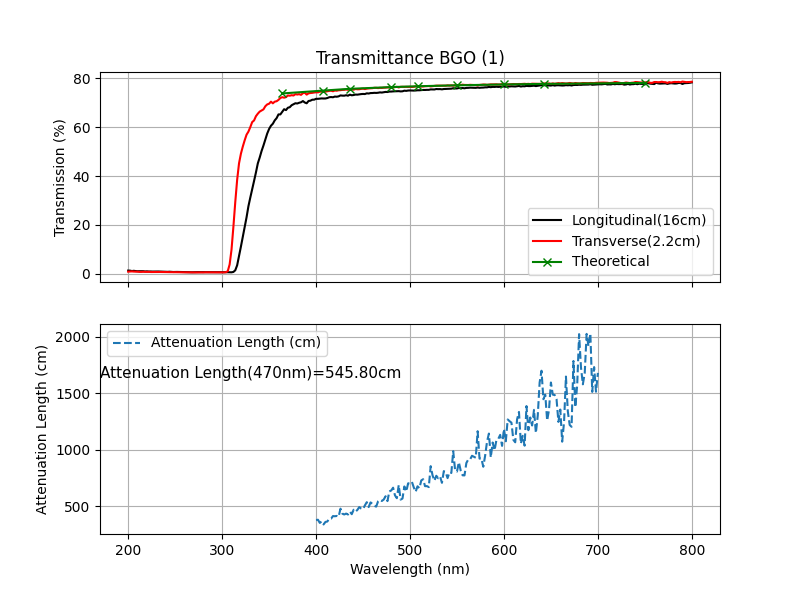 Transmittance BGO (1)
80
60
40
20
0
Transmission (%)
Longitudinal(16cm)
Transverse(2.2cm)
Theoretical
2000
1500
1000
500
Attenuation Length (cm)
Attenuation Length (cm)
Attenuation Length(470nm)=545.80cm
200 300 400 500 600 700 800
Wavelength (nm)